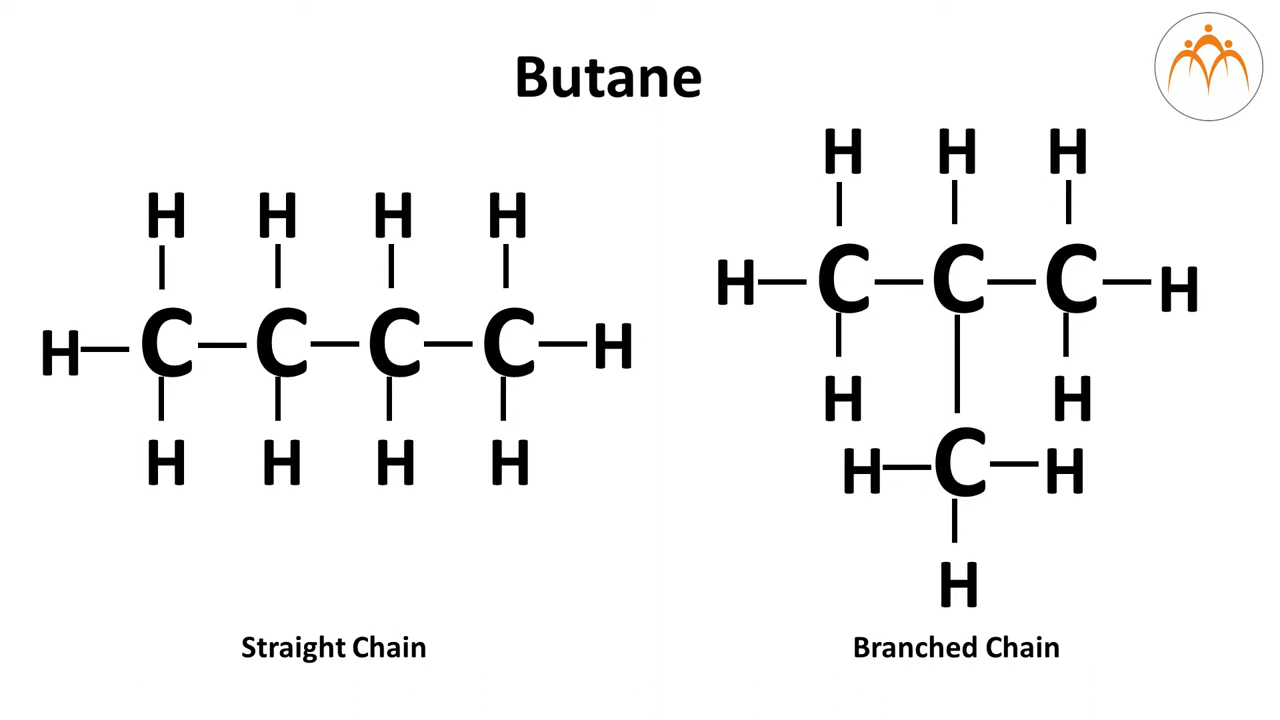 Butane
H H H H
H C C C C H
H H H H
Straight Chain
H H H
H C C C H
H H
H C H
H
Branched Chain